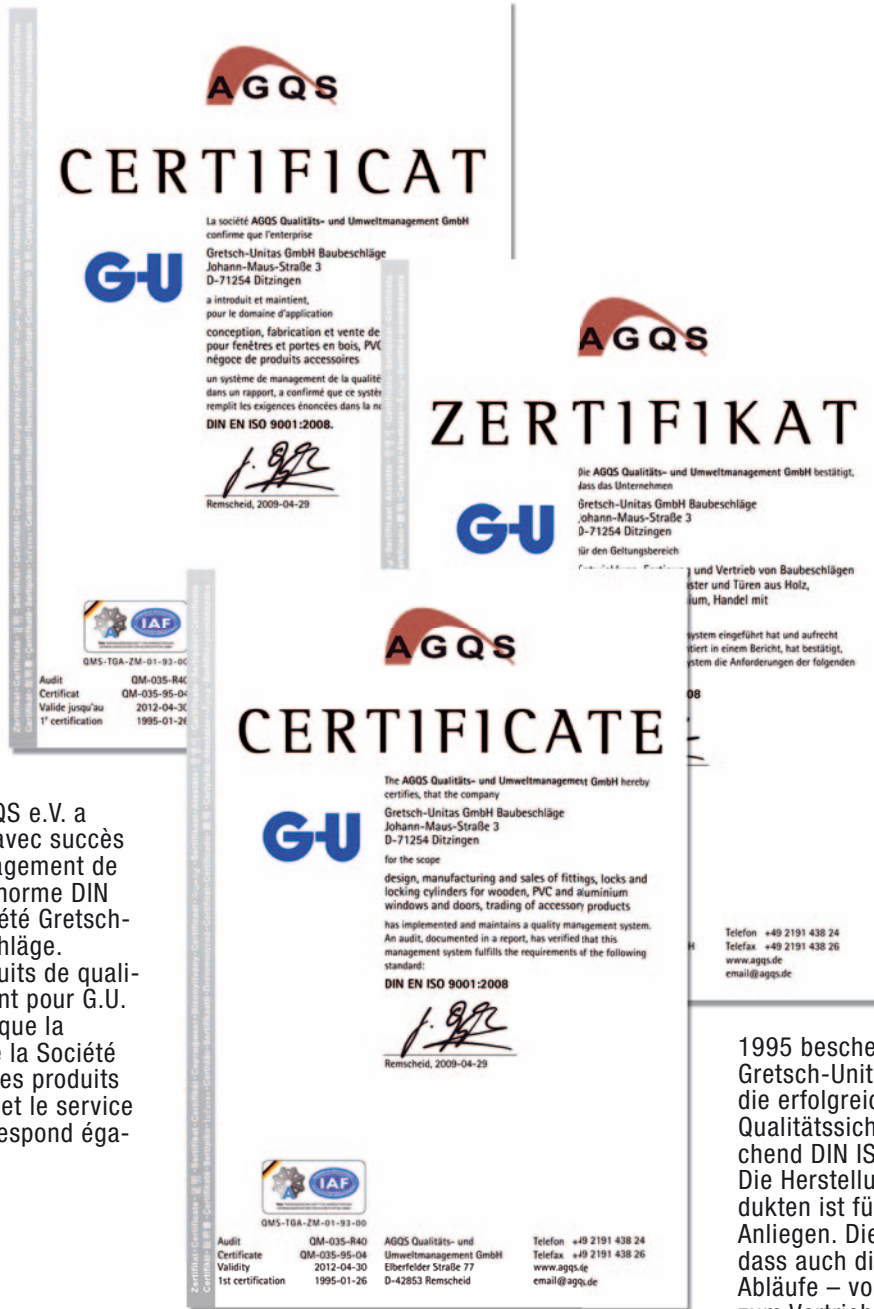 AGQS
CERTIFICAT
La société AGQS Qualitäts- und Umweltmanagement GmbH
confirme que l'enterprise
G-U
Gretsch-Unitas GmbH Baubeschläge
Johann-Maus-Straße 3
D-71254 Ditzingen
a introduit et maintient,
pour le domaine d'application
conception, fabrication et vente de
pour fenêtres et portes en bois, PVC
négoce de produits accessoires
un système de management de la qualité
dans un rapport, a confirmé que ce systè
remplit les exigences énoncées dans la no
DIN EN ISO 9001:2008.
Remscheid, 2009-04-29
IAF
QMS-TGA-ZM-01-93-00
Audit QM-035-R40
Certificat QM-035-95-04
Valide jusqu'au 2012-04-30
1° certification 1995-01-26
AGQS
ZERTIFIKAT
Die AGQS Qualitäts- und Umweltmanagement GmbH bestätigt,
dass das Unternehmen
G-U
Gretsch-Unitas GmbH Baubeschläge
Johann-Maus-Straße 3
D-71254 Ditzingen
für den Geltungsbereich
und Vertrieb von Baubeschlägen
ster und Türen aus Holz,
ium, Handel mit
system eingeführt hat und aufrecht
tiert in einem Bericht, hat bestätigt,
ystem die Anforderungen der folgenden
08
H
Telefon +49 2191 438 24
Telefax +49 2191 438 26
www.agqs.de
email@agqs.de
AGQS
CERTIFICATE
The AGQS Qualitäts- und Umweltmanagement GmbH hereby
certifies, that the company
G-U
Gretsch-Unitas GmbH Baubeschläge
Johann-Maus-Straße 3
D-71254 Ditzingen
for the scope
design, manufacturing and sales of fittings, locks and
locking cylinders for wooden, PVC and aluminium
windows and doors, trading of accessory products
has implemented and maintains a quality management system.
An audit, documented in a report, has verified that this
management system fulfills the requirements of the following
standard:
DIN EN ISO 9001:2008
Remscheid, 2009-04-29
IAF
QMS-TGA-ZM-01-93-00
Audit QM-035-R40
Certificate QM-035-95-04
Validity 2012-04-30
1st certification 1995-01-26
AGQS Qualitäts- und
Umweltmanagement GmbH
Elberfelder Straße 77
D-42853 Remscheid
Telefon +49 2191 438 24
Telefax +49 2191 438 26
www.agqs.de
email@agqs.de
QS e.V. a
avec succès
agement de
norme DIN
été Gretsch-
hläge.
uits de quali-
nt pour G.U.
que la
e la Société
es produits
et le service
espond éga-
1995 besche
Gretsch-Unit
die erfolgreic
Qualitätssich
chend DIN IS
Die Herstellu
dukten ist fü
Anliegen. Die
dass auch di
Abläufe – vo
zum Vertrieb